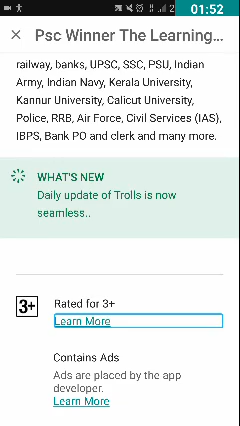 2 01:52
Psc Winner The Learning...
railway, banks, UPSC, SSC, PSU, Indian
Army, Indian Navy, Kerala University,
Kannur University, Calicut University,
Police, RRB, Air Force, Civil Services (IAS),
IBPS, Bank PO and clerk and many more.
WHAT'S NEW
Daily update of Trolls is now
seamless..
3+ Rated for 3+
Learn More
Contains Ads
Ads are placed by the app
developer.
Learn More